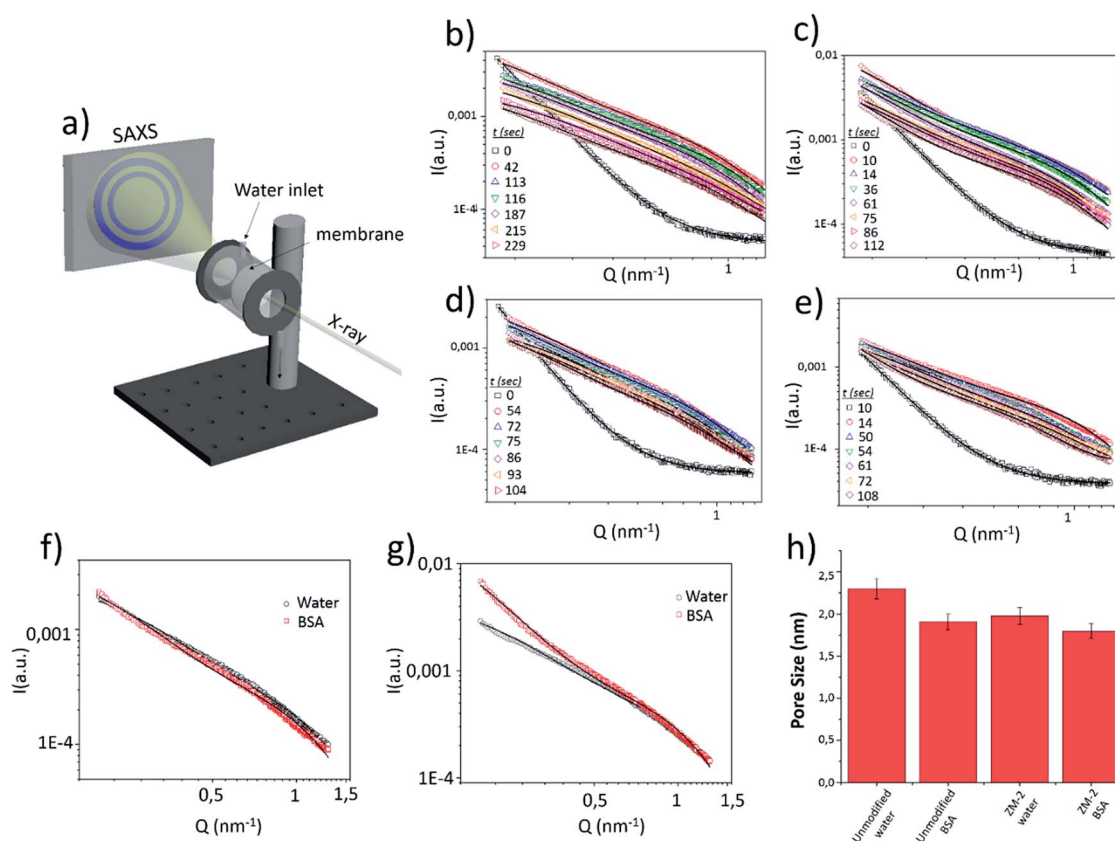 a)
SAXS
Water inlet
membrane
X-ray
b)
I(a.u.)
0,001
1E-4
t (sec)
0
42
113
116
187
215
229
1
Q (nm-1)
c)
I(a.u.)
0,01
0,001
1E-4
t (sec)
0
10
14
36
61
75
86
112
1
Q (nm-1)
d)
I(a.u.)
0,001
1E-4
t (sec)
0
54
72
75
86
93
104
1
Q (nm-1)
e)
I(a.u.)
0,001
1E-4
t (sec)
10
14
50
54
61
72
108
1
Q (nm-1)
f)
I(a.u.)
0,001
1E-4
Water
BSA
0,5 1 1,5
Q (nm-1)
g)
I(a.u.)
0,01
0,001
1E-4
Water
BSA
0,5 1 1,5
Q (nm-1)
h)
Pore Size (nm)
2,5
2,0
1,5
1,0
0,5
0,0
Unmodified water
Unmodified BSA
ZM-2 water
ZM-2 BSA